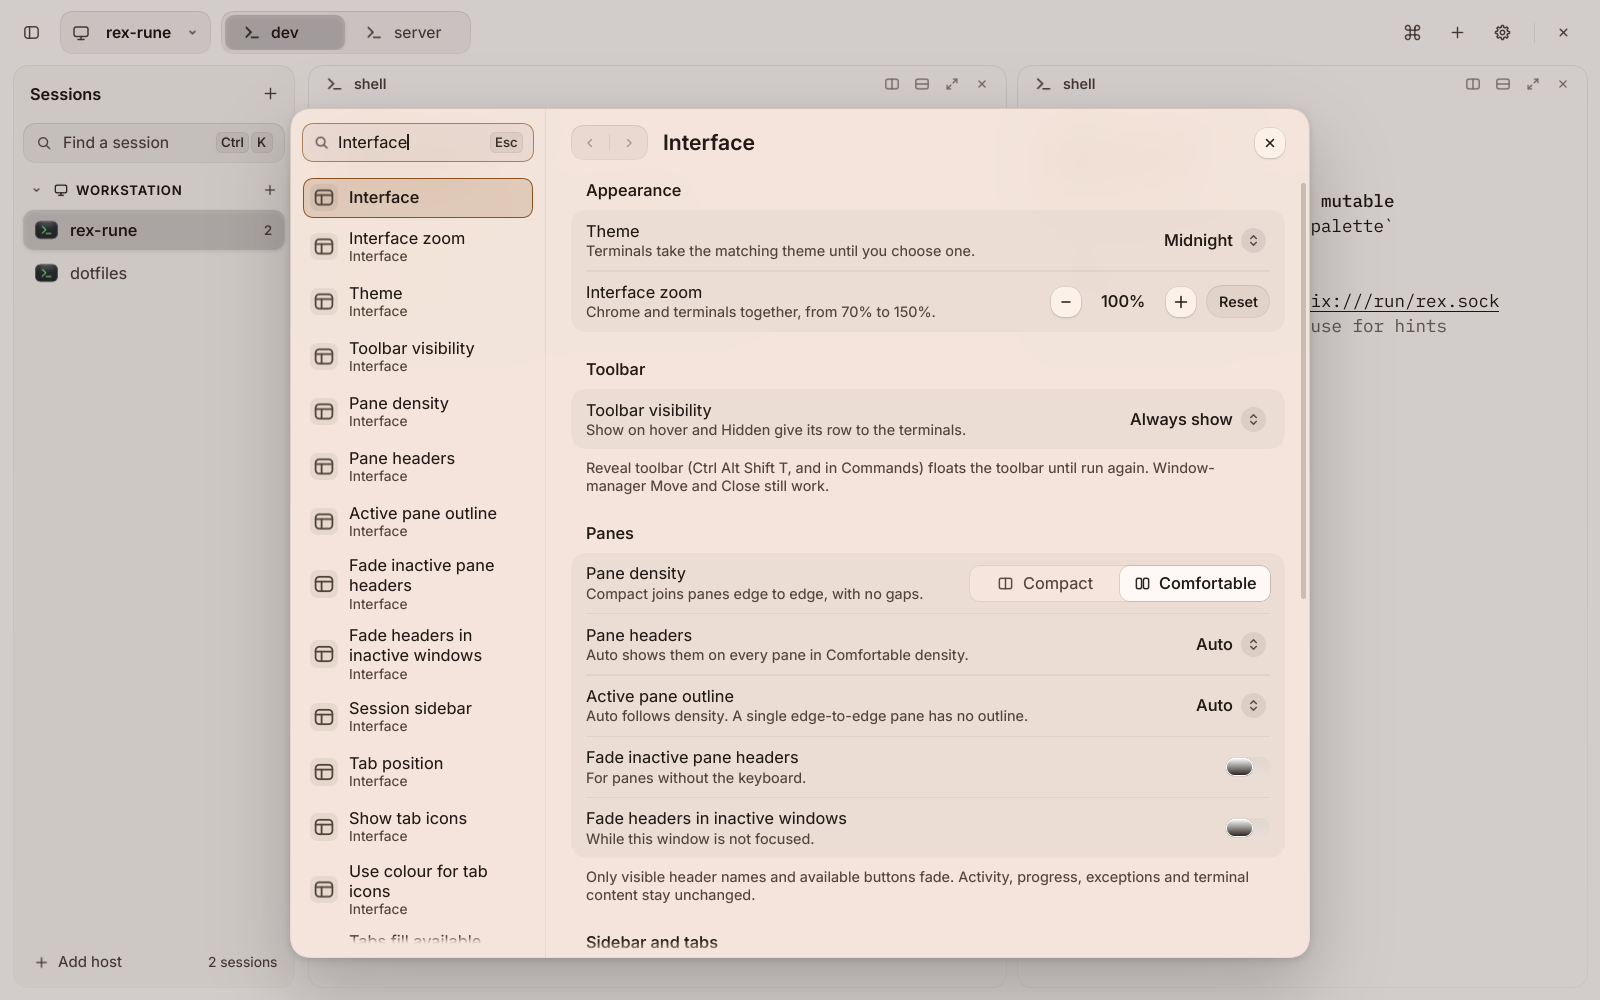 rex-rune
dev
server
Sessions
Find a session
Ctrl K
WORKSTATION
rex-rune
2
dotfiles
Add host
2 sessions
shell
shell
mutable
palette`
ix:///run/rex.sock
use for hints
Interface
Esc
Interface
Interface zoom
Interface
Theme
Interface
Toolbar visibility
Interface
Pane density
Interface
Pane headers
Interface
Active pane outline
Interface
Fade inactive pane
headers
Interface
Fade headers in
inactive windows
Interface
Session sidebar
Interface
Tab position
Interface
Show tab icons
Interface
Use colour for tab
icons
Interface
Tabs fill available
Interface
Appearance
Theme
Terminals take the matching theme until you choose one.
Midnight
Interface zoom
Chrome and terminals together, from 70% to 150%.
100%
Reset
Toolbar
Toolbar visibility
Show on hover and Hidden give its row to the terminals.
Always show
Reveal toolbar (Ctrl Alt Shift T, and in Commands) floats the toolbar until run again. Window-
manager Move and Close still work.
Panes
Pane density
Compact joins panes edge to edge, with no gaps.
Compact
Comfortable
Pane headers
Auto shows them on every pane in Comfortable density.
Auto
Active pane outline
Auto follows density. A single edge-to-edge pane has no outline.
Auto
Fade inactive pane headers
For panes without the keyboard.
Fade headers in inactive windows
While this window is not focused.
Only visible header names and available buttons fade. Activity, progress, exceptions and terminal
content stay unchanged.
Sidebar and tabs